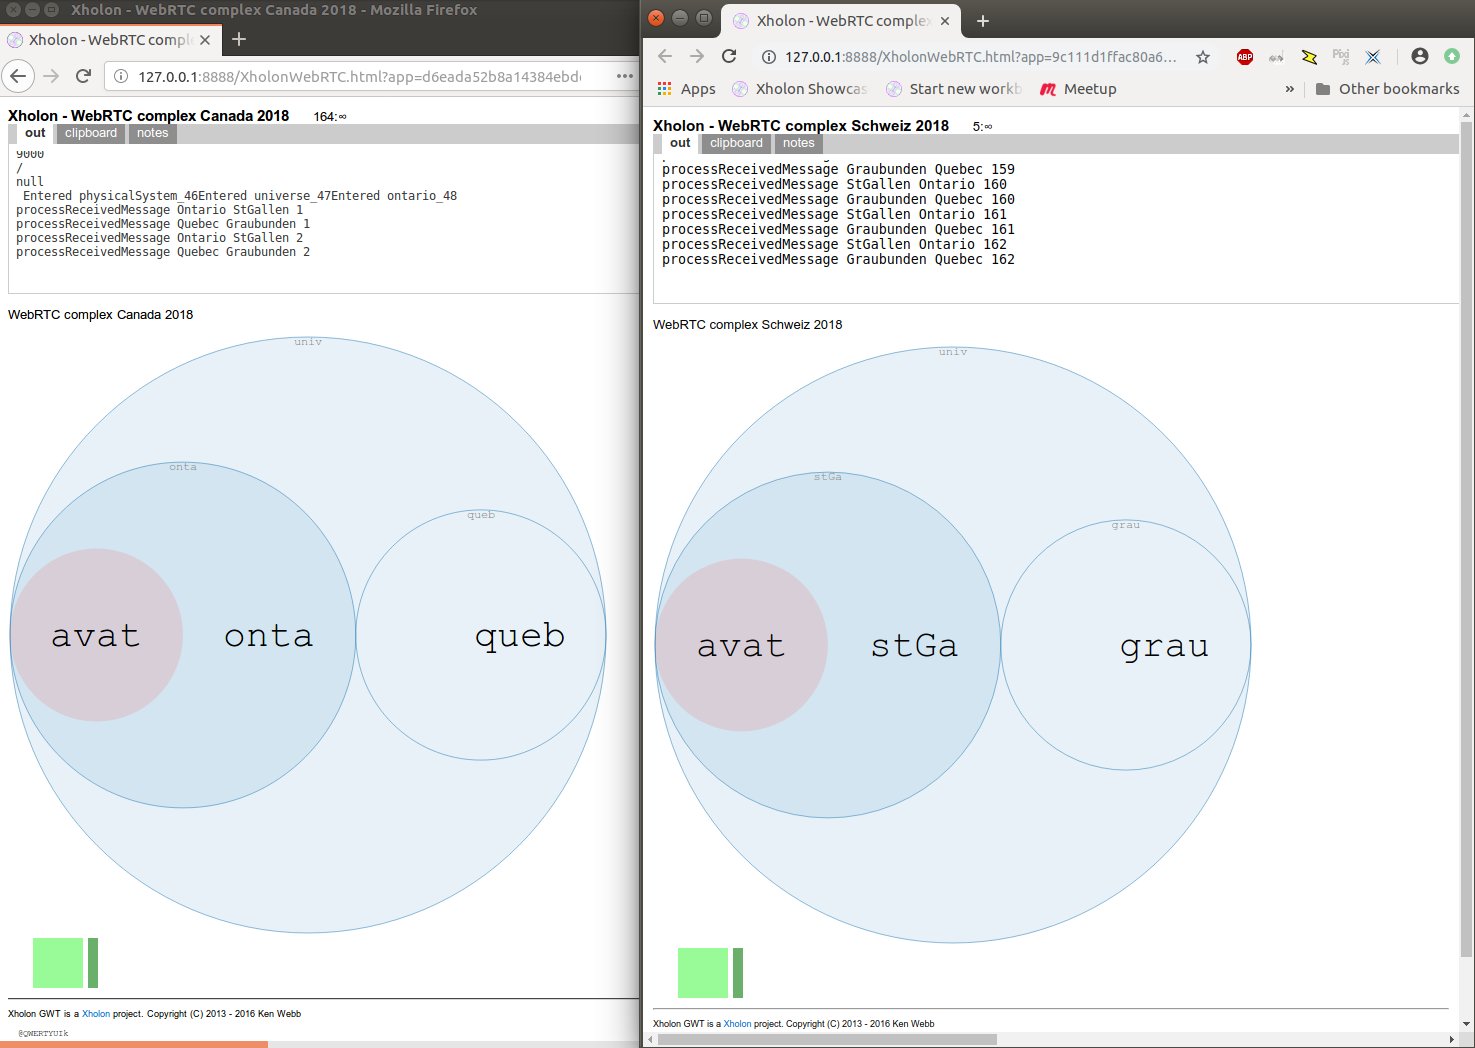 Xholon - WebRTC complex Canada 2018 - Mozilla Firefox
Xholon - WebRTC comple
127.0.0.1:8888/XholonWebRTC.html?app=d6eada52b8a14384ebd
Xholon - WebRTC complex Canada 2018 164:∞
out clipboard notes
9000
/
null
Entered physicalSystem_46Entered universe_47Entered ontario_48
processReceivedMessage Ontario StGallen 1
processReceivedMessage Quebec Graubunden 1
processReceivedMessage Ontario StGallen 2
processReceivedMessage Quebec Graubunden 2
WebRTC complex Canada 2018
univ
onta
queb
avat onta queb
Xholon GWT is a Xholon project. Copyright (C) 2013 - 2016 Ken Webb
@QWERTYUIk
Xholon - WebRTC complex
127.0.0.1:8888/XholonWebRTC.html?app=9c111d1ffac80a6...
ABP
Pixi JS
Apps Xholon Showcas Start new workb Meetup » Other bookmarks
Xholon - WebRTC complex Schweiz 2018 5:∞
out clipboard notes
processReceivedMessage Graubunden Quebec 159
processReceivedMessage StGallen Ontario 160
processReceivedMessage Graubunden Quebec 160
processReceivedMessage StGallen Ontario 161
processReceivedMessage Graubunden Quebec 161
processReceivedMessage StGallen Ontario 162
processReceivedMessage Graubunden Quebec 162
WebRTC complex Schweiz 2018
univ
stGa
grau
avat stGa grau
Xholon GWT is a Xholon project. Copyright (C) 2013 - 2016 Ken Webb